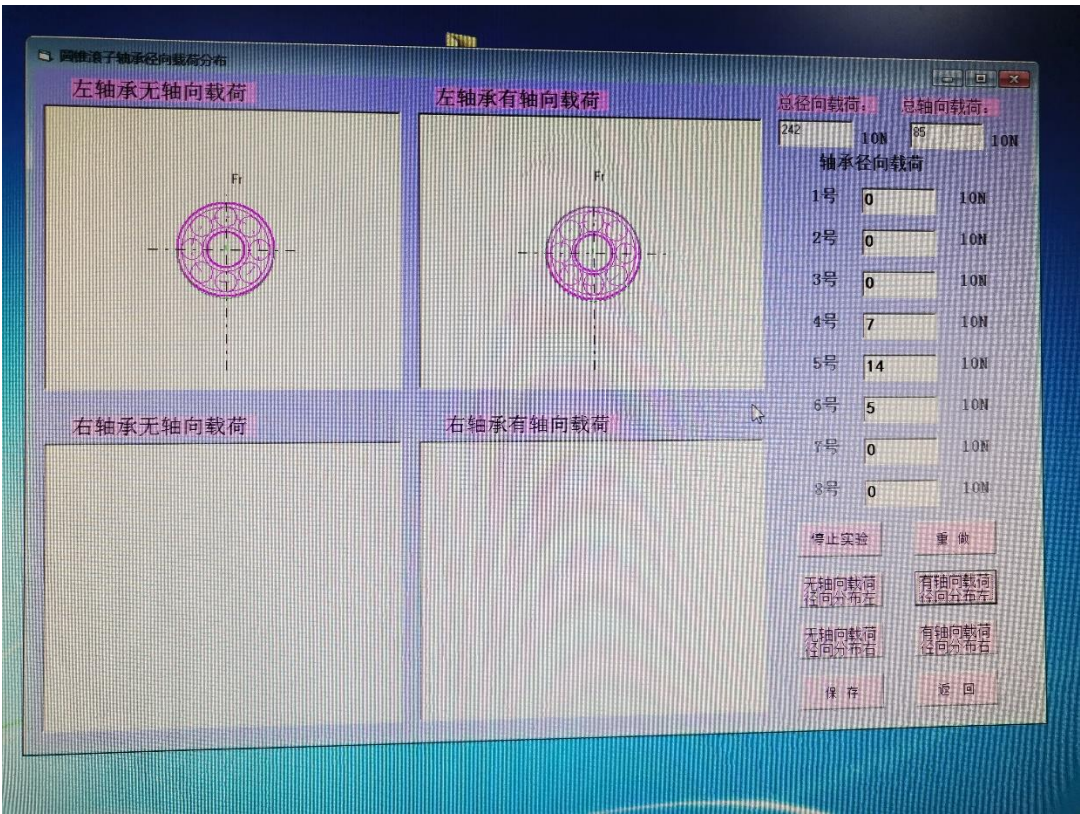 圆锥滚子轴承径向载荷分布
左轴承无轴向载荷
左轴承有轴向载荷
总径向载荷: 总轴向载荷:
242 10N 85 10N
轴承径向载荷
1号 0 10N
2号 0 10N
3号 0 10N
4号 7 10N
5号 14 10N
6号 5 10N
7号 0 10N
8号 0 10N
Fr
Fr
右轴承无轴向载荷
右轴承有轴向载荷
停止实验 重做
无轴向载荷
径向分布左
有轴向载荷
径向分布左
无轴向载荷
径向分布右
有轴向载荷
径向分布右
保存 返回